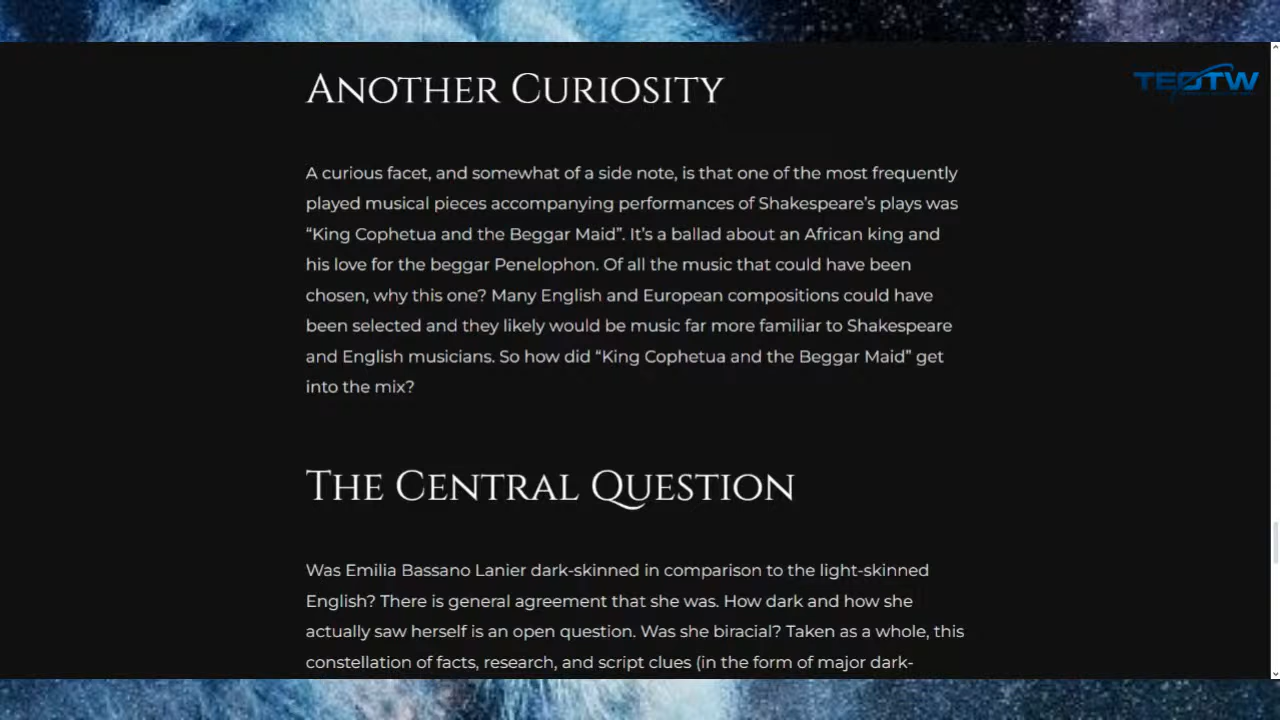 TEOTW
Another Curiosity
A curious facet, and somewhat of a side note, is that one of the most frequently
played musical pieces accompanying performances of Shakespeare’s plays was
“King Cophetua and the Beggar Maid”. It’s a ballad about an African king and
his love for the beggar Penelophon. Of all the music that could have been
chosen, why this one? Many English and European compositions could have
been selected and they likely would be music far more familiar to Shakespeare
and English musicians. So how did “King Cophetua and the Beggar Maid” get
into the mix?
The Central Question
Was Emilia Bassano Lanier dark-skinned in comparison to the light-skinned
English? There is general agreement that she was. How dark and how she
actually saw herself is an open question. Was she biracial? Taken as a whole, this
constellation of facts, research, and script clues (in the form of major dark-